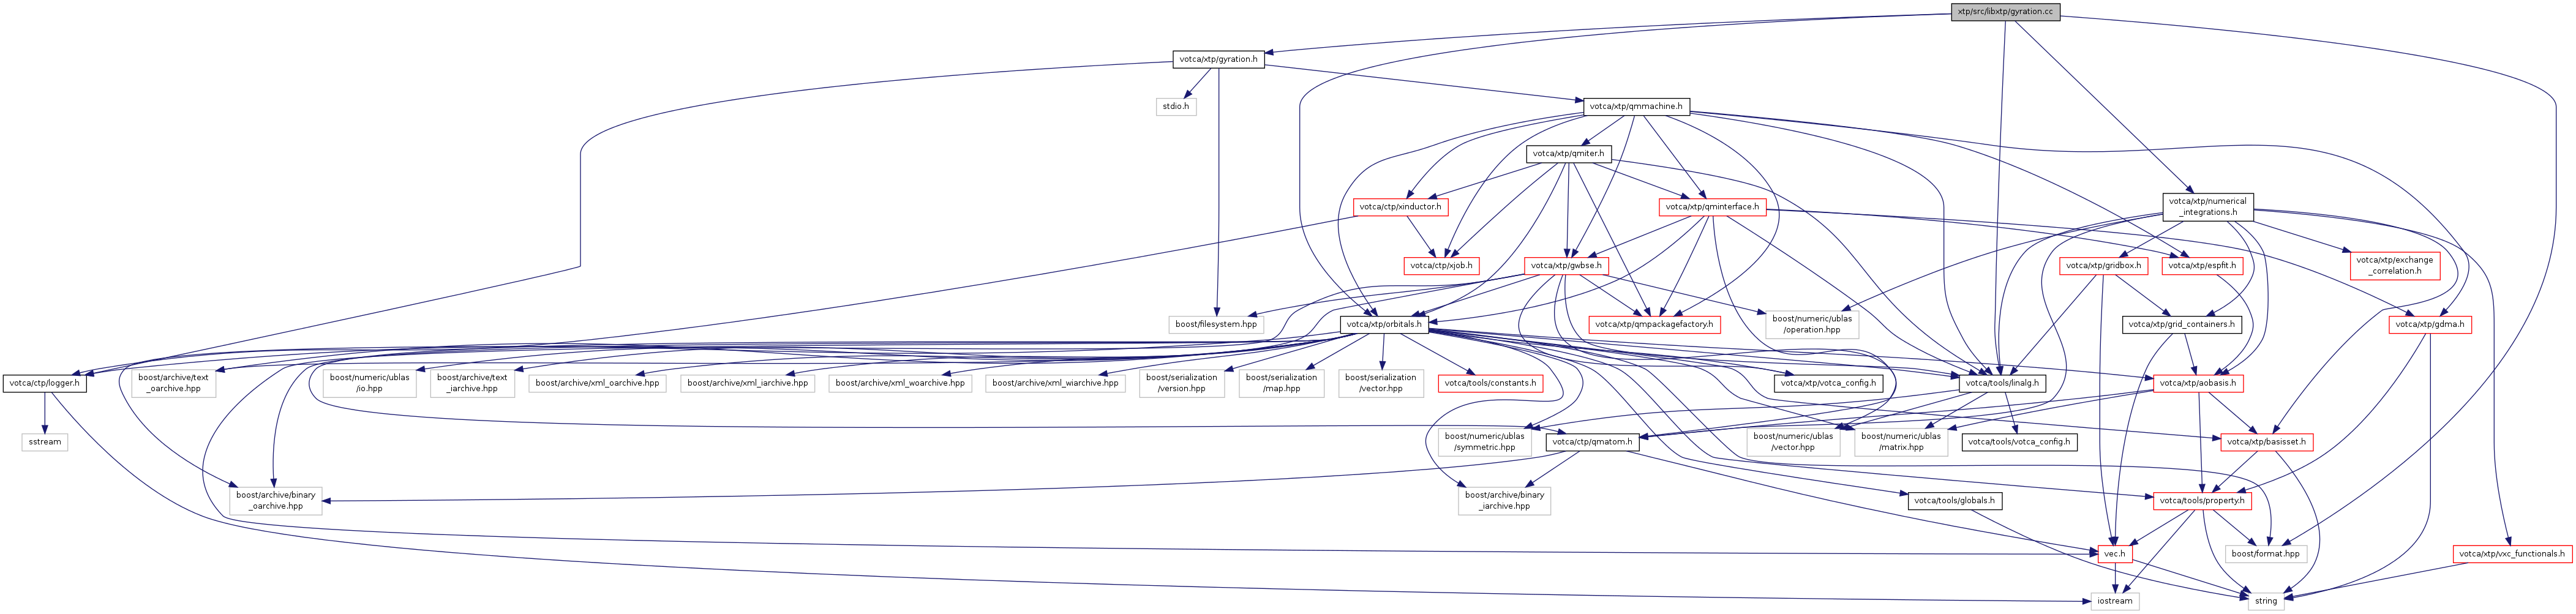 xtp/src/libxtp/gyration.cc
votca/xtp/gyration.h
stdio.h
votca/xtp/qmmachine.h
votca/xtp/qmiter.h
votca/ctp/xinductor.h
votca/xtp/qminterface.h
votca/xtp/numerical
_integrations.h
votca/ctp/xjob.h
votca/xtp/gwbse.h
votca/xtp/gridbox.h
votca/xtp/espfit.h
votca/xtp/exchange
_correlation.h
boost/filesystem.hpp
votca/xtp/orbitals.h
votca/xtp/qmpackagefactory.h
boost/numeric/ublas
/operation.hpp
votca/xtp/grid_containers.h
votca/xtp/gdma.h
votca/ctp/logger.h
boost/archive/text
_oarchive.hpp
boost/numeric/ublas
/io.hpp
boost/archive/text
_iarchive.hpp
boost/archive/xml_oarchive.hpp
boost/archive/xml_iarchive.hpp
boost/archive/xml_woarchive.hpp
boost/archive/xml_wiarchive.hpp
boost/serialization
/version.hpp
boost/serialization
/map.hpp
boost/serialization
/vector.hpp
votca/tools/constants.h
votca/xtp/votca_config.h
votca/tools/linalg.h
votca/xtp/aobasis.h
sstream
boost/numeric/ublas
/symmetric.hpp
votca/ctp/qmatom.h
boost/numeric/ublas
/vector.hpp
boost/numeric/ublas
/matrix.hpp
votca/tools/votca_config.h
votca/xtp/basisset.h
boost/archive/binary
_oarchive.hpp
boost/archive/binary
_iarchive.hpp
votca/tools/globals.h
votca/tools/property.h
vec.h
boost/format.hpp
votca/xtp/vxc_functionals.h
iostream
string